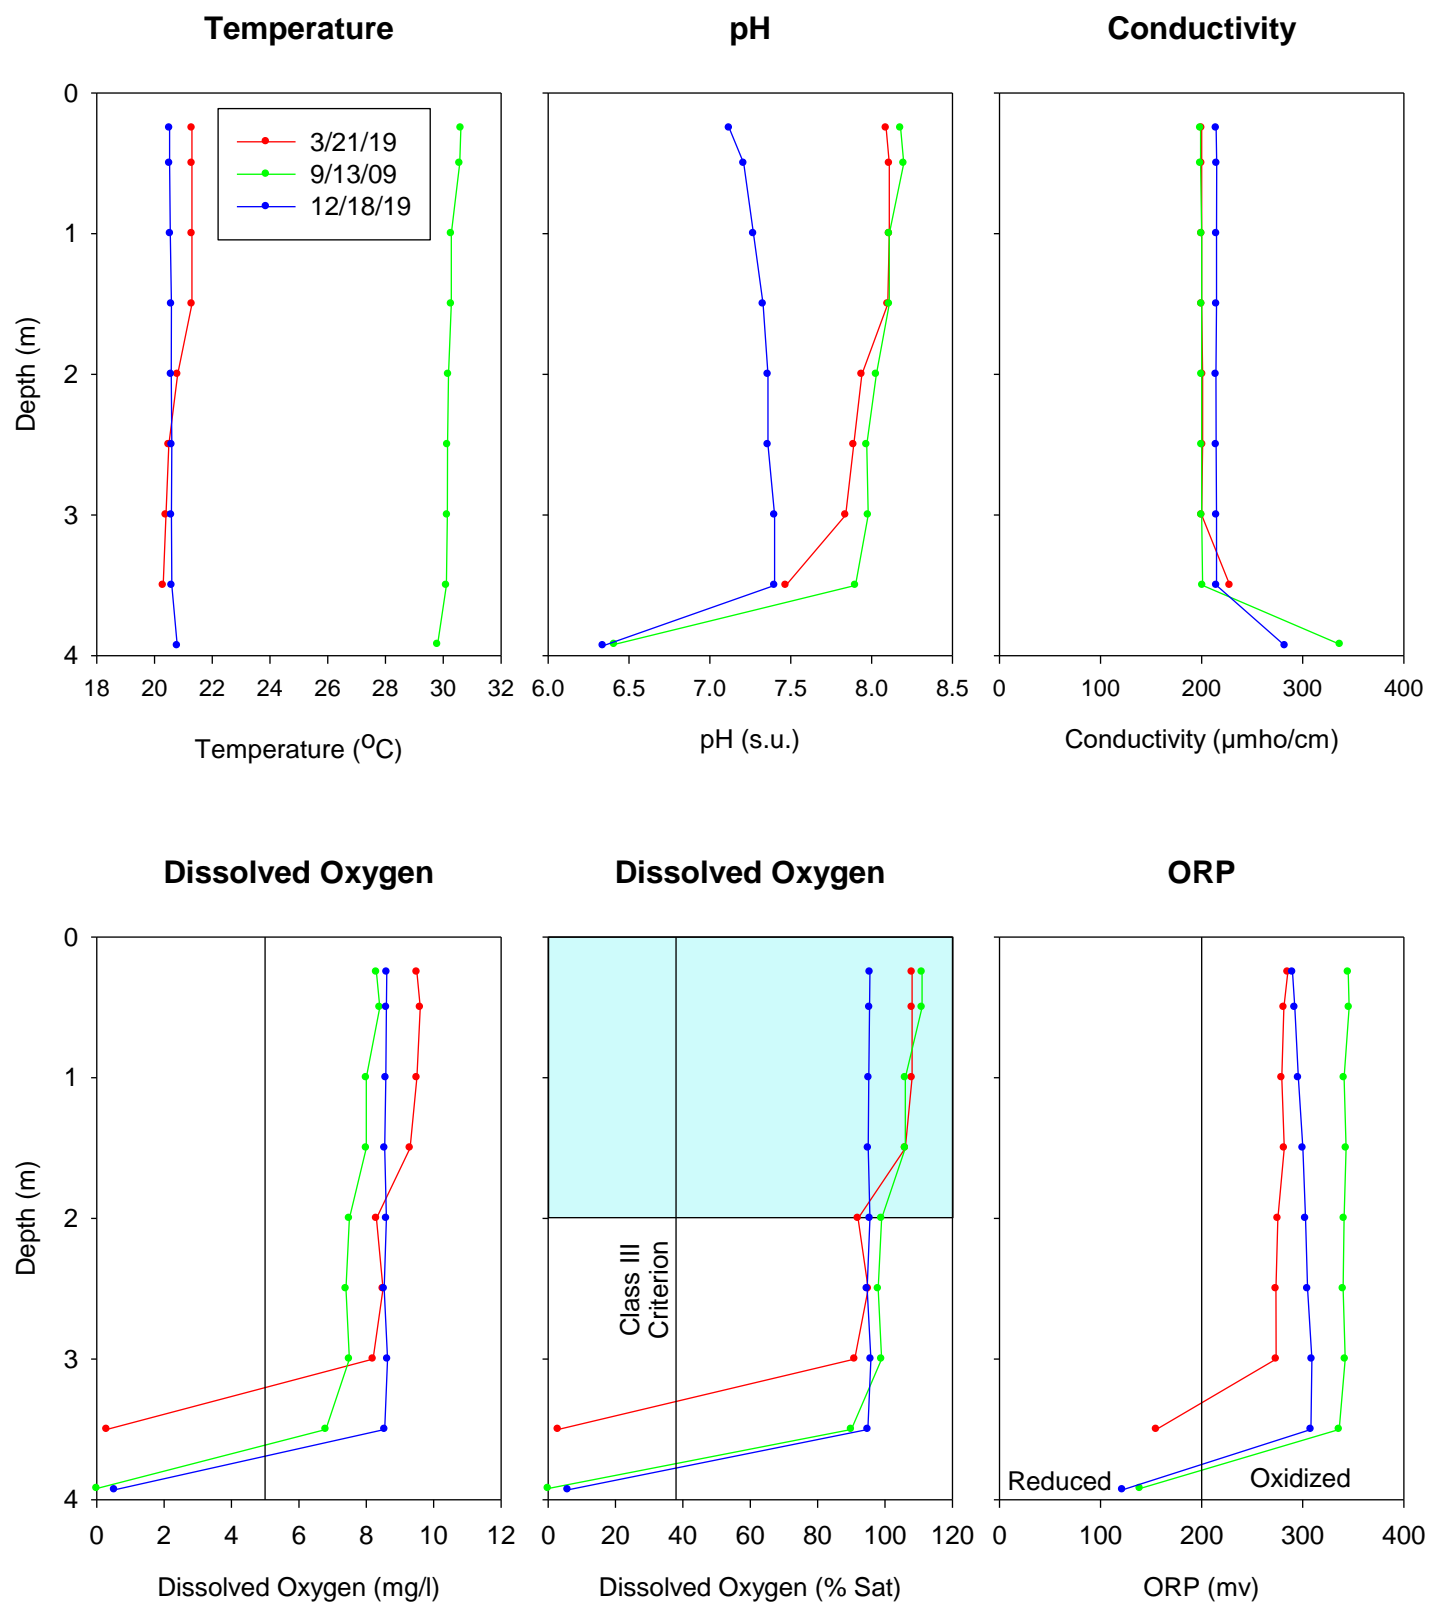 Temperature
pH
Conductivity
0
1
2
3
4
Depth (m)
3/21/19
9/13/09
12/18/19
18 20 22 24 26 28 30 32
6.0 6.5 7.0 7.5 8.0 8.5
0 100 200 300 400
Temperature (°C)
pH (s.u.)
Conductivity (µmho/cm)
Dissolved Oxygen
Dissolved Oxygen
ORP
0
1
2
3
4
Depth (m)
Class III
Criterion
Reduced
Oxidized
0 2 4 6 8 10 12
0 20 40 60 80 100 120
0 100 200 300 400
Dissolved Oxygen (mg/l)
Dissolved Oxygen (% Sat)
ORP (mv)